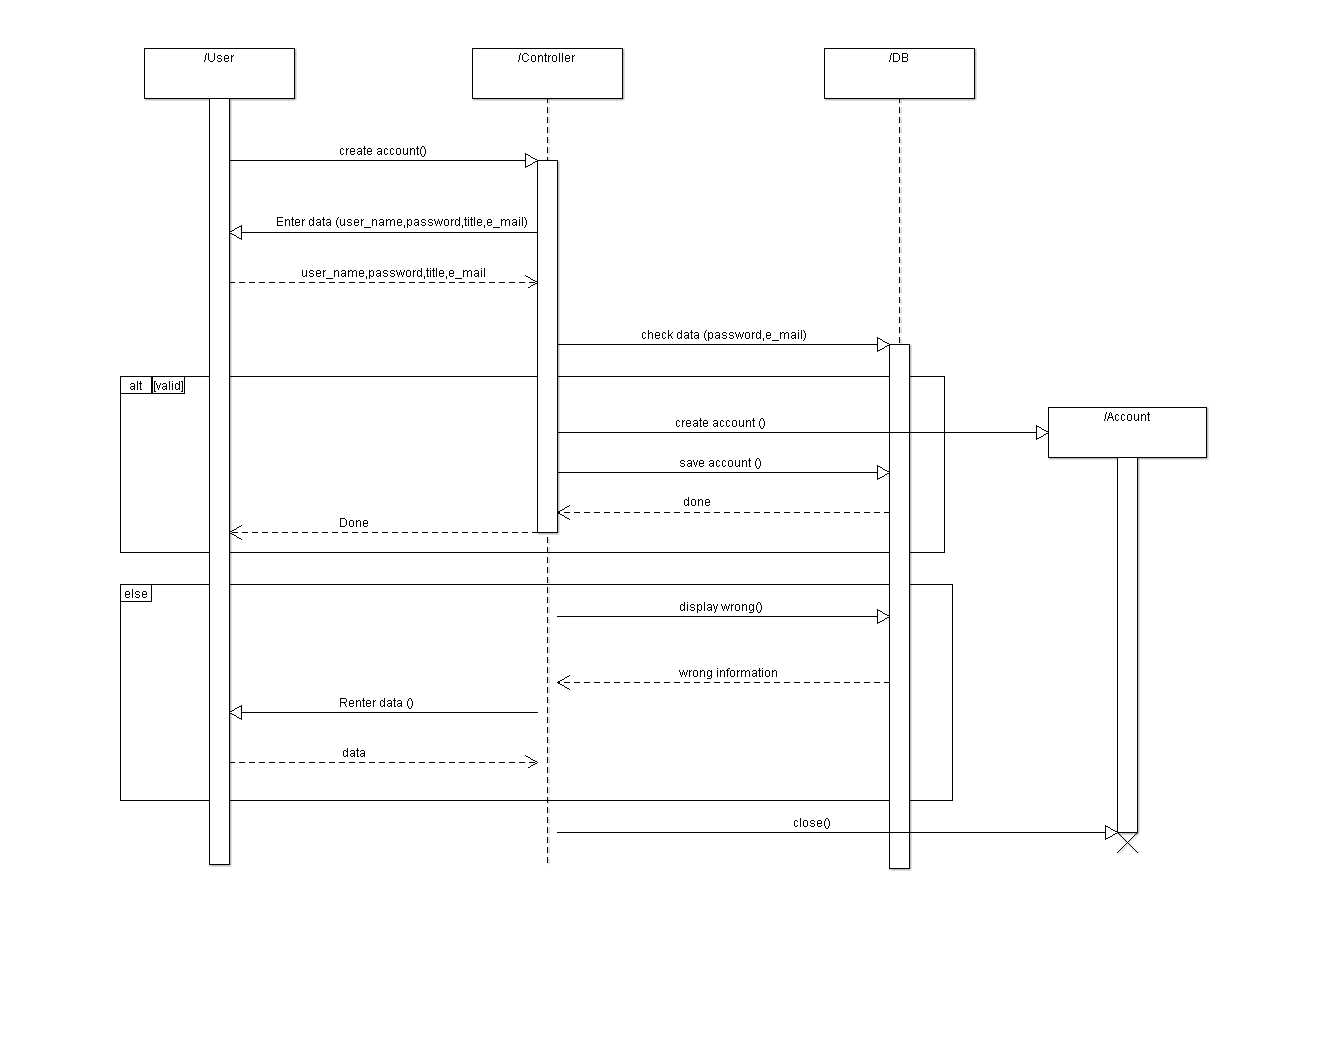 /User
/Controller
/DB
create account()
Enter data (user_name,password,title,e_mail)
user_name,password,title,e_mail
check data (password,e_mail)
alt [valid]
/Account
create account ()
save account ()
done
Done
else
display wrong()
wrong information
Renter data ()
data
close()